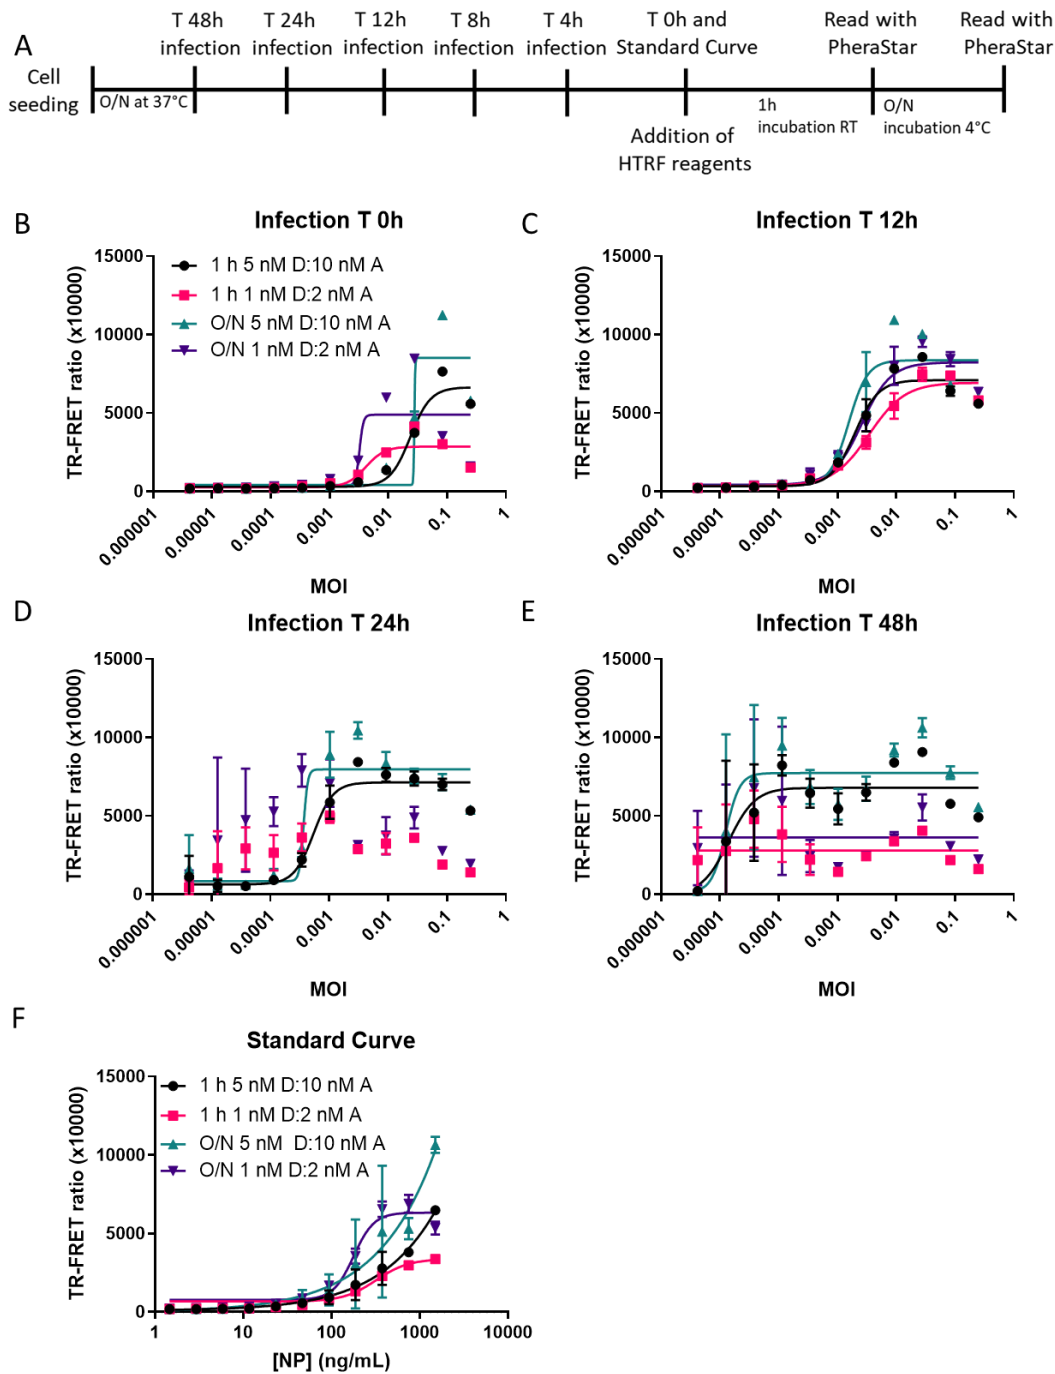 A
T 48h
infection
T 24h
infection
T 12h
infection
T 8h
infection
T 4h
infection
T 0h and
Standard Curve
Read with
PheraStar
Read with
PheraStar
Cell
seeding
O/N at 37°C
1h
incubation RT
O/N
incubation 4°C
Addition of
HTRF reagents
B
Infection T 0h
TR-FRET ratio (x10000)
15000
10000
5000
0
1 h 5 nM D:10 nM A
1 h 1 nM D:2 nM A
O/N 5 nM D:10 nM A
O/N 1 nM D:2 nM A
0.000001
0.00001
0.0001
0.001
0.01
0.1
1
MOI
C
Infection T 12h
TR-FRET ratio (x10000)
15000
10000
5000
0
0.000001
0.00001
0.0001
0.001
0.01
0.1
1
MOI
D
Infection T 24h
TR-FRET ratio (x10000)
15000
10000
5000
0
0.000001
0.00001
0.0001
0.001
0.01
0.1
1
MOI
E
Infection T 48h
TR-FRET ratio (x10000)
15000
10000
5000
0
0.000001
0.00001
0.0001
0.001
0.01
0.1
1
MOI
F
Standard Curve
TR-FRET ratio (x10000)
15000
10000
5000
0
1 h 5 nM D:10 nM A
1 h 1 nM D:2 nM A
O/N 5 nM  D:10 nM A
O/N 1 nM D:2 nM A
1
10
100
1000
10000
[NP] (ng/mL)